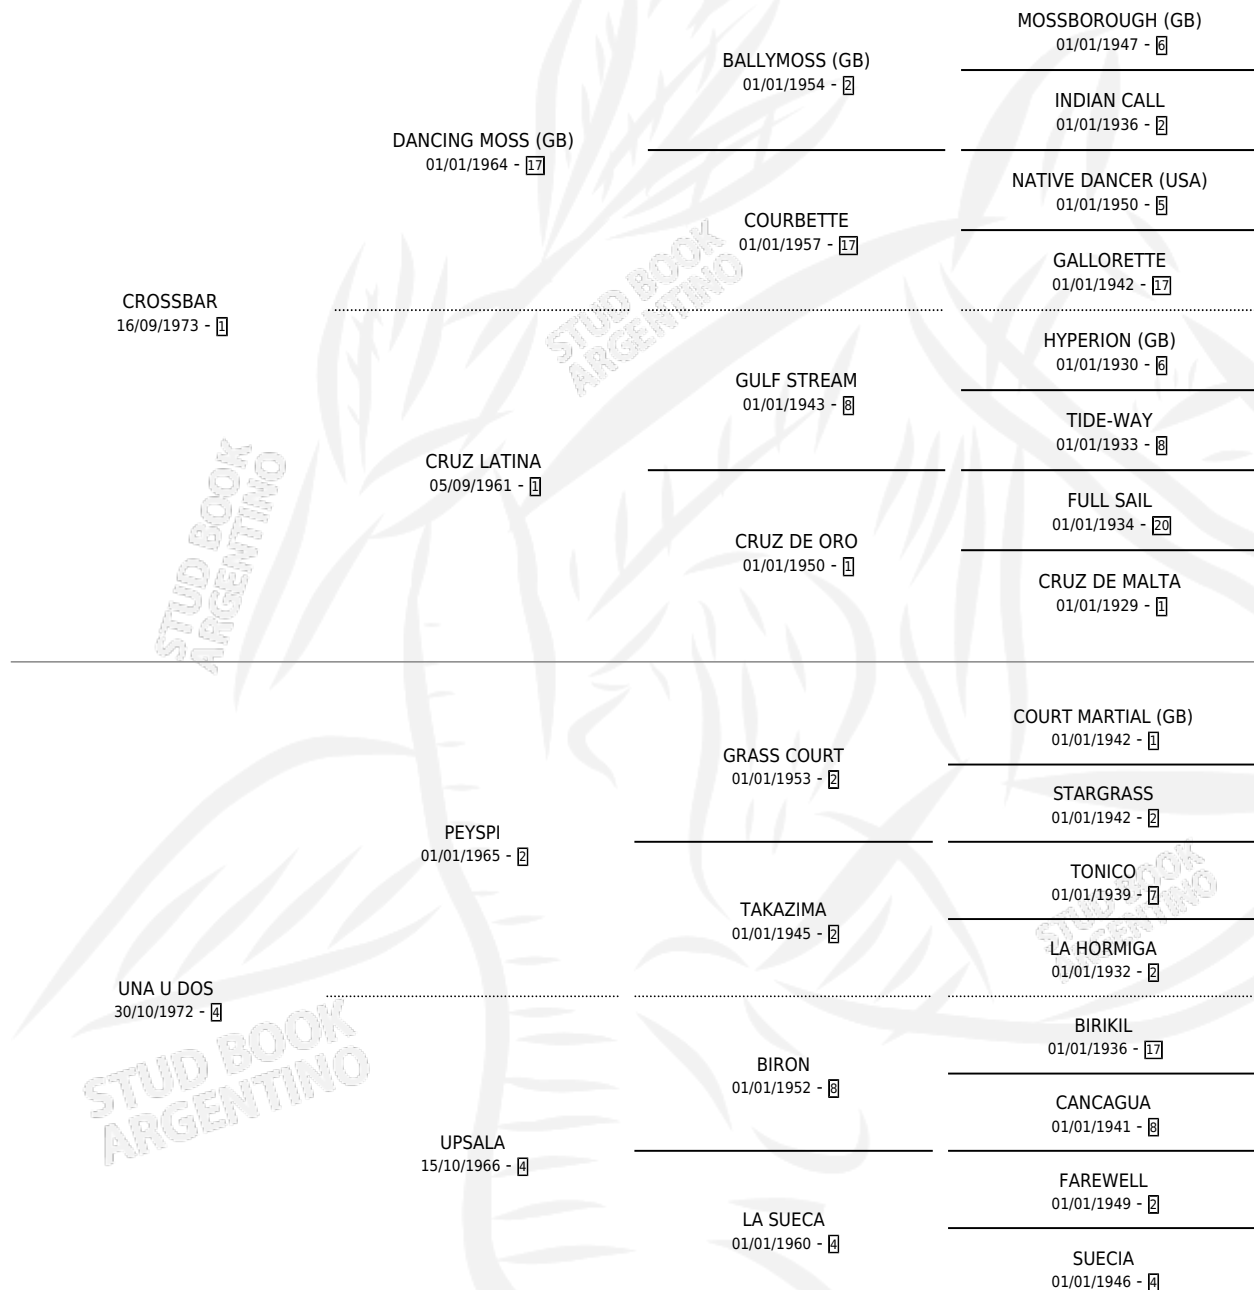 MOSSBOROUGH (GB)
01/01/1947 - 6
BALLYMOSS (GB)
01/01/1954 - 2
INDIAN CALL
01/01/1936 - 2
DANCING MOSS (GB)
01/01/1964 - 17
NATIVE DANCER (USA)
01/01/1950 - 5
COURBETTE
01/01/1957 - 17
GALLORETTE
01/01/1942 - 17
CROSSBAR
16/09/1973 - 1
HYPERION (GB)
01/01/1930 - 6
GULF STREAM
01/01/1943 - 8
TIDE-WAY
01/01/1933 - 8
CRUZ LATINA
05/09/1961 - 1
FULL SAIL
01/01/1934 - 20
CRUZ DE ORO
01/01/1950 - 1
CRUZ DE MALTA
01/01/1929 - 1
COURT MARTIAL (GB)
01/01/1942 - 1
GRASS COURT
01/01/1953 - 2
STARGRASS
01/01/1942 - 2
PEYSPI
01/01/1965 - 2
TONICO
01/01/1939 - 7
TAKAZIMA
01/01/1945 - 2
LA HORMIGA
01/01/1932 - 2
UNA U DOS
30/10/1972 - 4
BIRIKIL
01/01/1936 - 17
BIRON
01/01/1952 - 8
CANCAGUA
01/01/1941 - 8
UPSALA
15/10/1966 - 4
FAREWELL
01/01/1949 - 2
LA SUECA
01/01/1960 - 4
SUECIA
01/01/1946 - 4
STUD BOOK
ARGENTINO
STUD BOOK
ARGENTINO
STUD BOOK
ARGENTINO
STUD BOOK
ARGENTINO